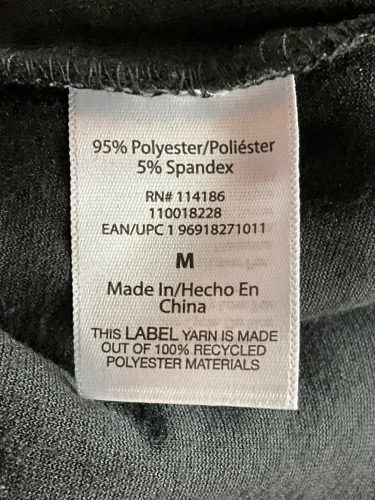 95% Polyester/Poliéster
5% Spandex
RN# 114186
110018228
EAN/UPC 1 96918271011
M
Made In/Hecho En
China
THIS LABEL YARN IS MADE
OUT OF 100% RECYCLED
POLYESTER MATERIALS